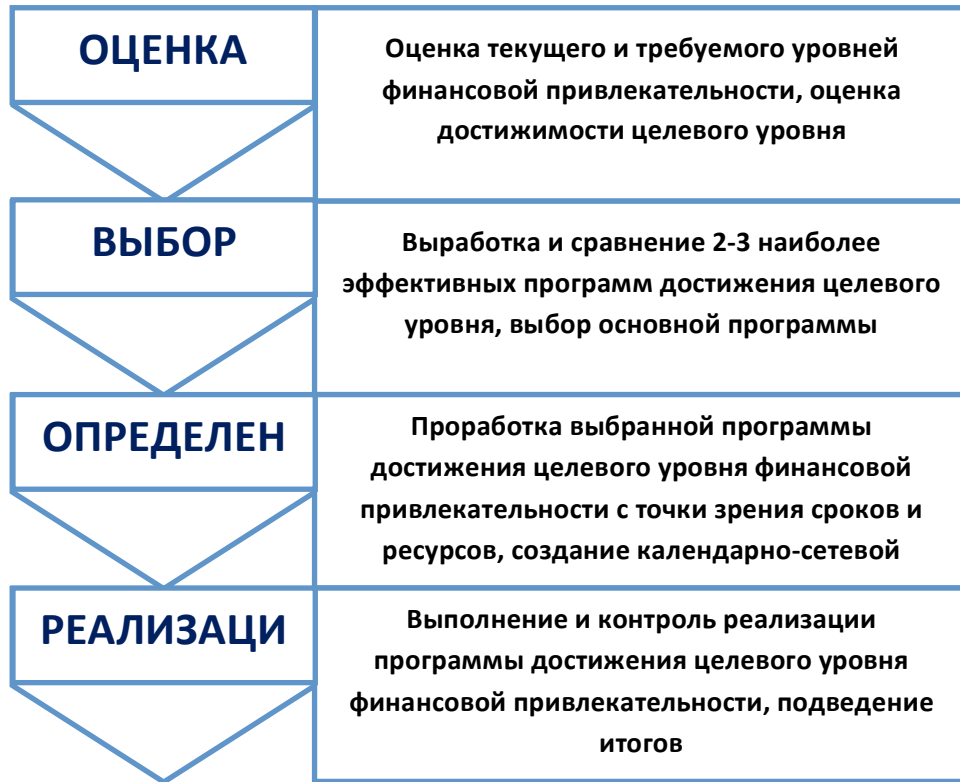 ОЦЕНКА
Оценка текущего и требуемого уровней
финансовой привлекательности, оценка
достижимости целевого уровня
ВЫБОР
Выработка и сравнение 2-3 наиболее
эффективных программ достижения целевого
уровня, выбор основной программы
ОПРЕДЕЛЕН
Проработка выбранной программы
достижения целевого уровня финансовой
привлекательности с точки зрения сроков и
ресурсов, создание календарно-сетевой
РЕАЛИЗАЦИ
Выполнение и контроль реализации
программы достижения целевого уровня
финансовой привлекательности, подведение
итогов